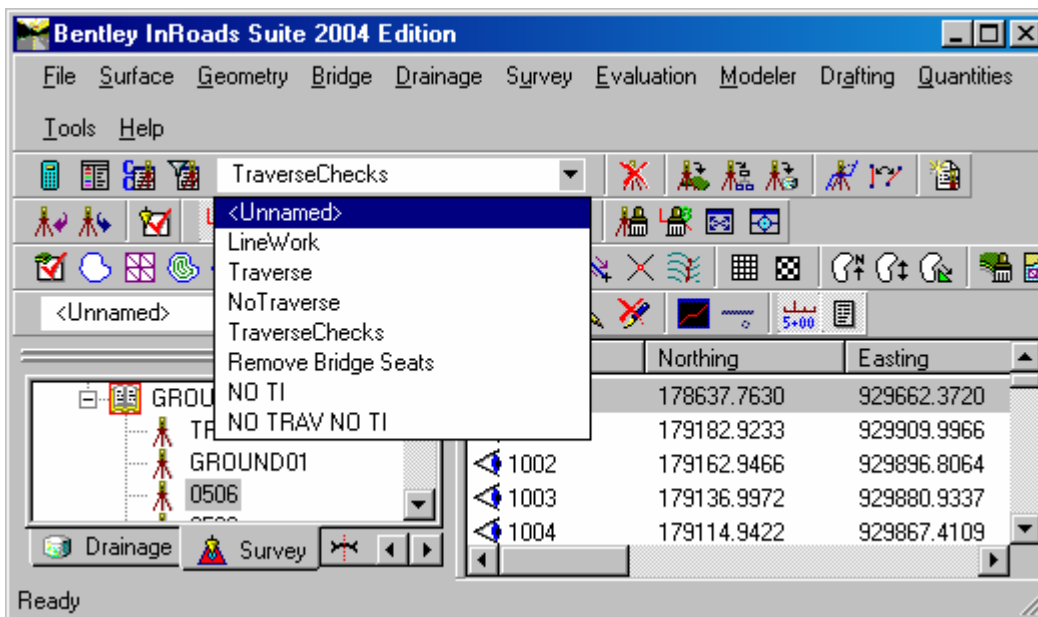 Bentley InRoads Suite 2004 Edition
File Surface Geometry Bridge Drainage Survey Evaluation Modeler Drafting Quantities
Tools Help
TraverseChecks
<Unnamed>
LineWork
Traverse
NoTraverse
TraverseChecks
Remove Bridge Seats
NO TI
NO TRAV NO TI
<Unnamed>
5+00
Northing Easting
GROU
178637.7630 929662.3720
179182.9233 929909.9966
GROUND01
1002 179162.9466 929896.8064
0506
1003 179136.9972 929880.9337
1004 179114.9422 929867.4109
Drainage Survey
Ready